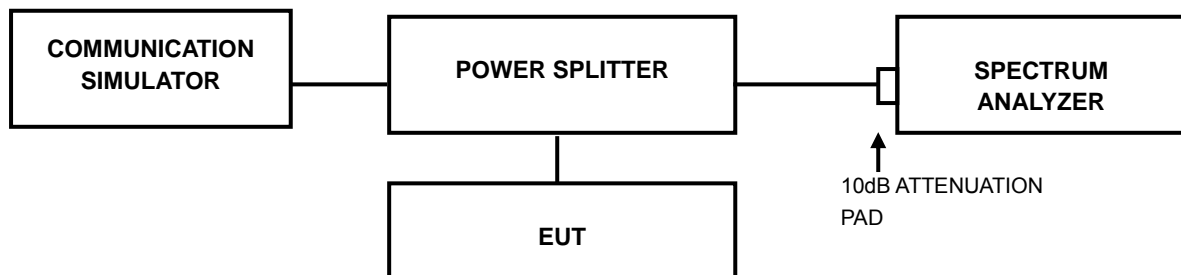 COMMUNICATION
SIMULATOR
POWER SPLITTER
SPECTRUM
ANALYZER
10dB ATTENUATION
PAD
EUT